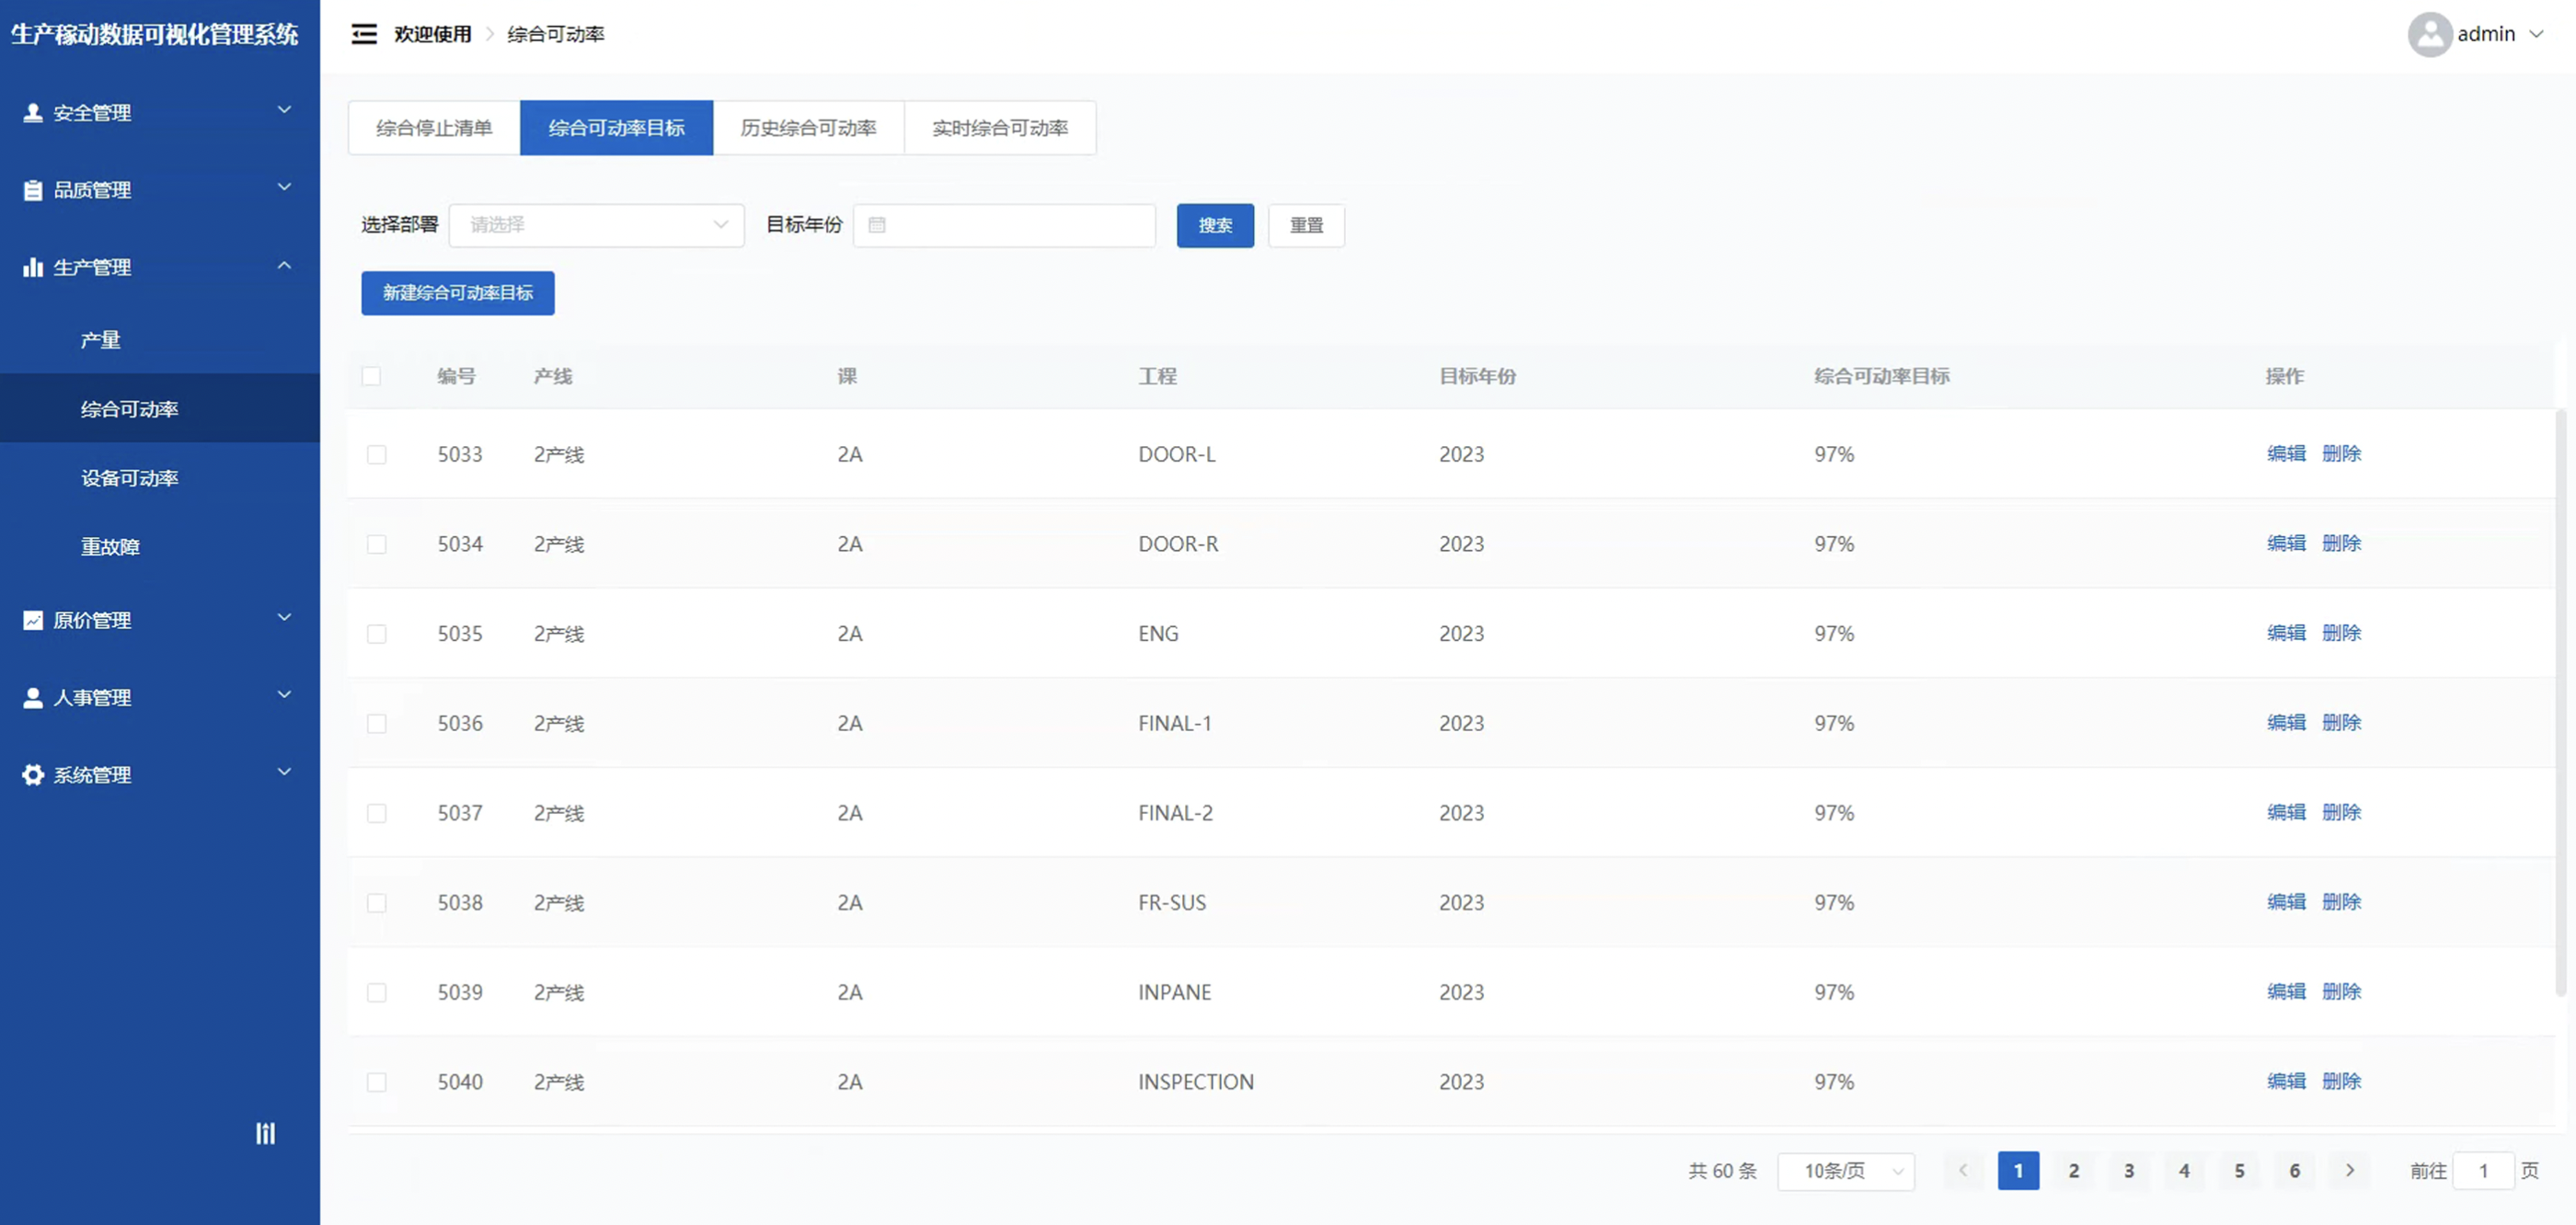 生产稼动数据可视化管理系统
欢迎使用 > 综合可动率
admin
安全管理
品质管理
生产管理
产量
综合可动率
设备可动率
重故障
原价管理
人事管理
系统管理
综合停止清单 综合可动率目标 历史综合可动率 实时综合可动率
选择部署 请选择 目标年份 搜索 重置
新建综合可动率目标
编号 产线 课 工程 目标年份 综合可动率目标 操作
5033 2产线 2A DOOR-L 2023 97% 编辑 删除
5034 2产线 2A DOOR-R 2023 97% 编辑 删除
5035 2产线 2A ENG 2023 97% 编辑 删除
5036 2产线 2A FINAL-1 2023 97% 编辑 删除
5037 2产线 2A FINAL-2 2023 97% 编辑 删除
5038 2产线 2A FR-SUS 2023 97% 编辑 删除
5039 2产线 2A INPANE 2023 97% 编辑 删除
5040 2产线 2A INSPECTION 2023 97% 编辑 删除
共 60 条 10条/页 < 1 2 3 4 5 6 > 前往 1 页